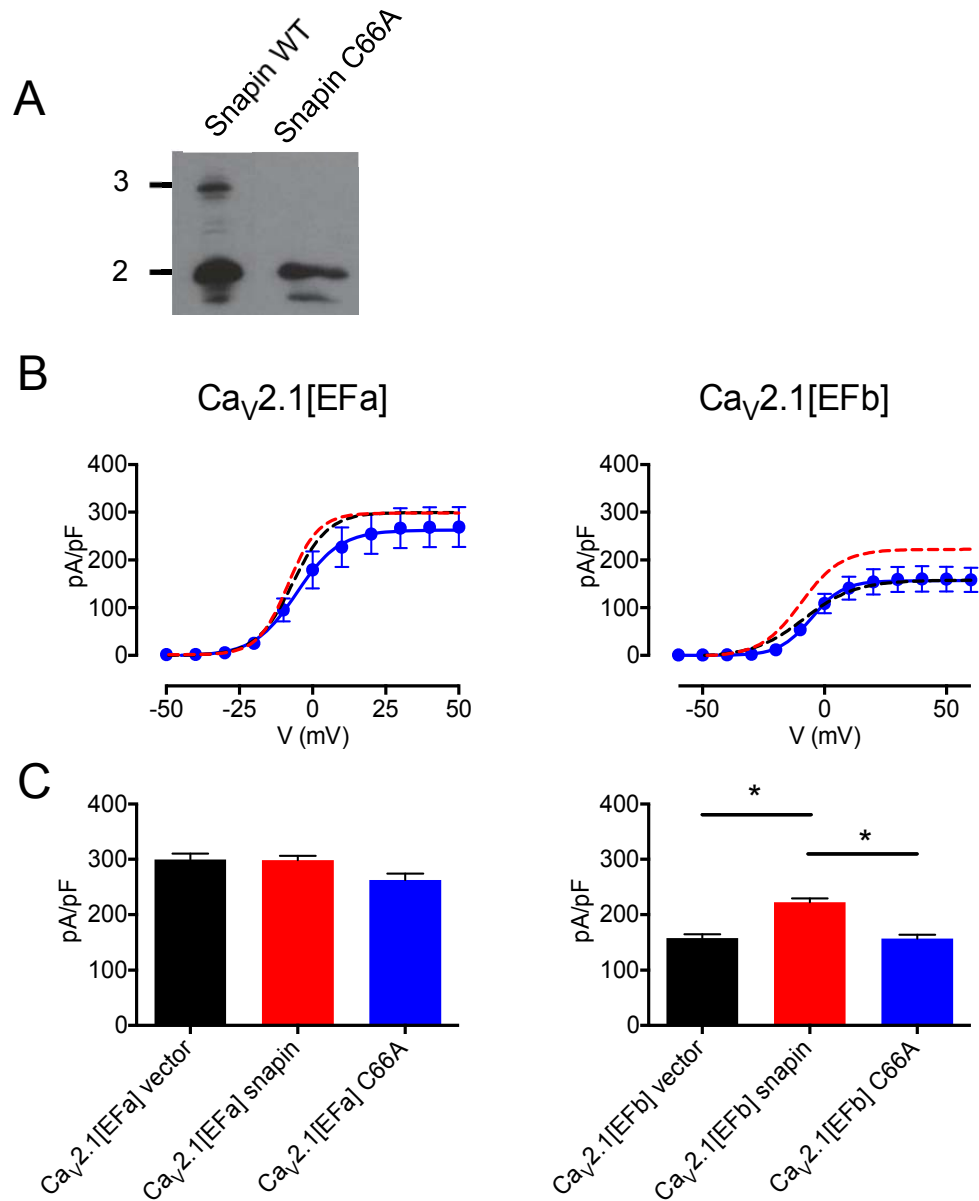 A
Snapin WT
Snapin C66A
3
2
B
CaV2.1[EFa]
400
300
200
100
0
pA/pF
-50
-25
0
25
50
V (mV)
CaV2.1[EFb]
400
300
200
100
0
pA/pF
-50
0
50
V (mV)
C
400
300
200
100
0
pA/pF
CaV2.1[EFa] vector
CaV2.1[EFa] snapin
CaV2.1[EFa] C66A
400
300
200
100
0
pA/pF
*
*
CaV2.1[EFb] vector
CaV2.1[EFb] snapin
CaV2.1[EFb] C66A